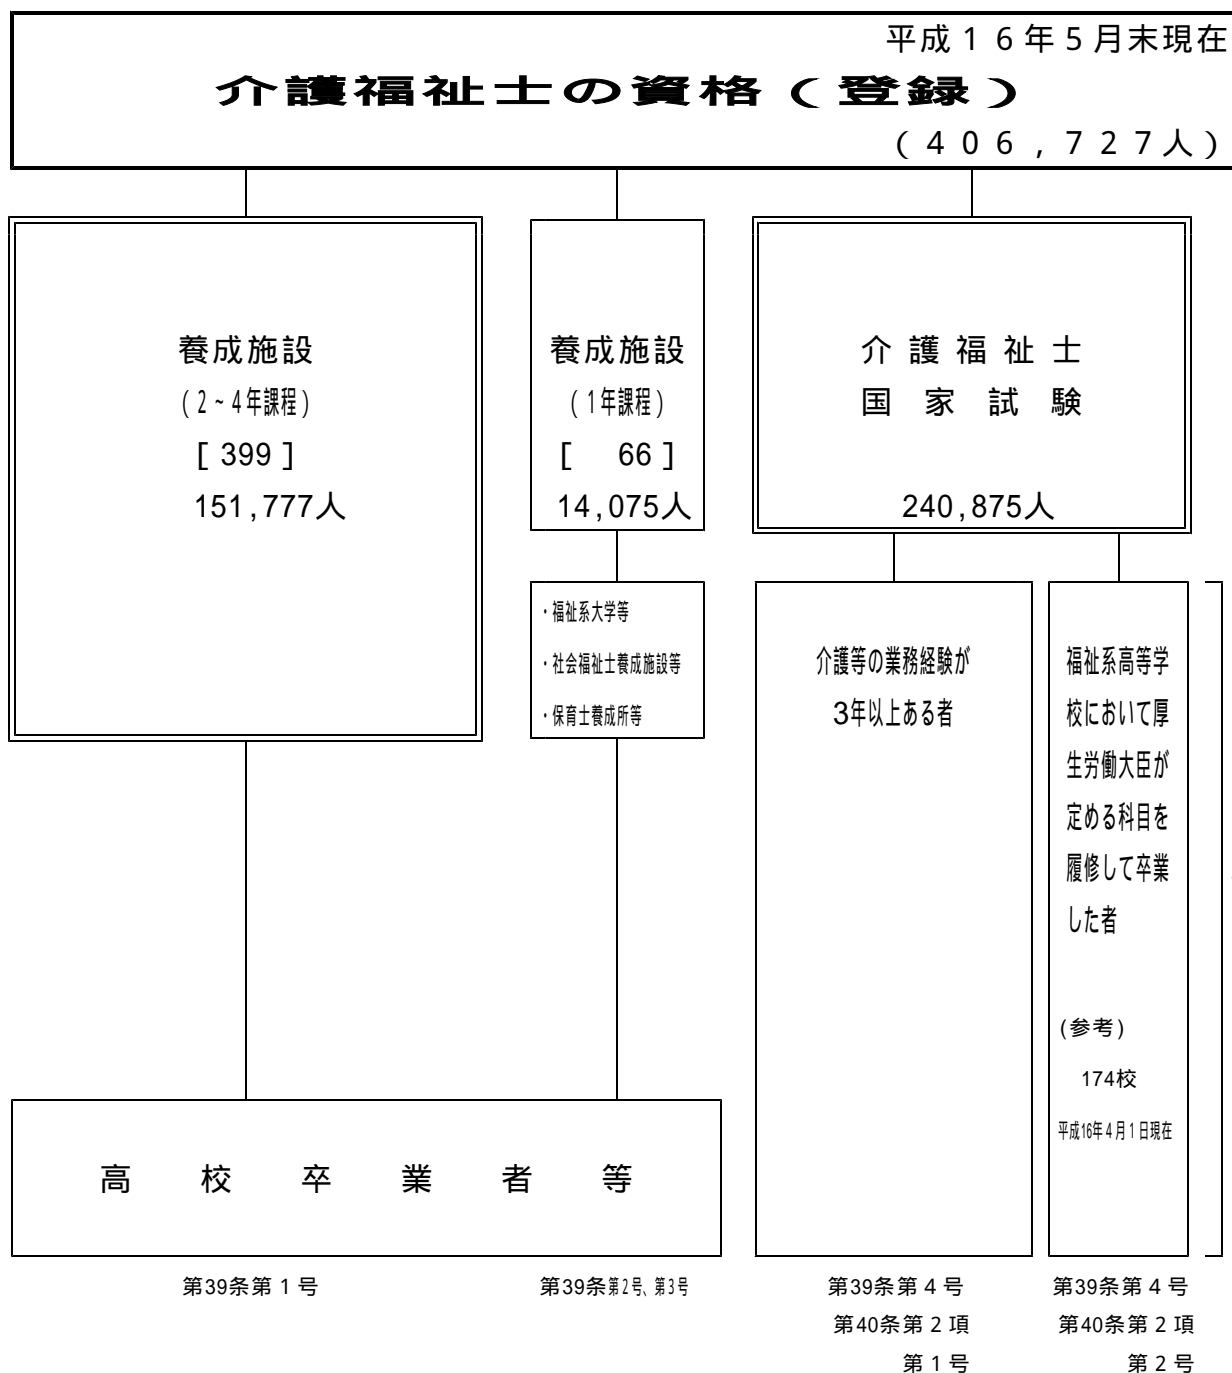 平成１６年５月末現在
介護福祉士の資格（登録）
（４０６，７２７人）
養成施設
（２～４年課程）
［399］
151,777人
養成施設
（１年課程）
［　66］
14,075人
・福祉系大学等
・社会福祉士養成施設等
・保育士養成所等
介護福祉士
国家試験
240,875人
介護等の業務経験が
3年以上ある者
福祉系高等学
校において厚
生労働大臣が
定める科目を
履修して卒業
した者
(参考)
174校
平成16年４月１日現在
高校卒業者等
第39条第１号
第39条第２号、第３号
第39条第４号
第40条第２項
第１号
第39条第４号
第40条第２項
第２号